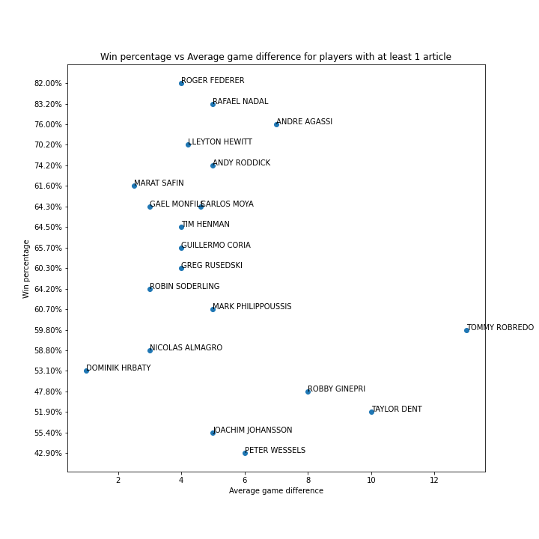 Win percentage vs Average game difference for players with at least 1 article
82.00%
ROGER FEDERER
83.20%
RAFAEL NADAL
76.00%
ANDRE AGASSI
70.20%
LLEYTON HEWITT
74.20%
ANDY RODDICK
61.60%
MARAT SAFIN
64.30%
GAEL MONFILS
CARLOS MOYA
64.50%
TIM HENMAN
65.70%
GUILLERMO CORIA
60.30%
GREG RUSEDSKI
64.20%
ROBIN SODERLING
60.70%
MARK PHILIPPOUSSIS
59.80%
TOMMY ROBREDO
58.80%
NICOLAS ALMAGRO
53.10%
DOMINIK HRBATY
47.80%
ROBBY GINEPRI
51.90%
TAYLOR DENT
55.40%
JOACHIM JOHANSSON
42.90%
PETER WESSELS
Win percentage
2 4 6 8 10 12
Average game difference